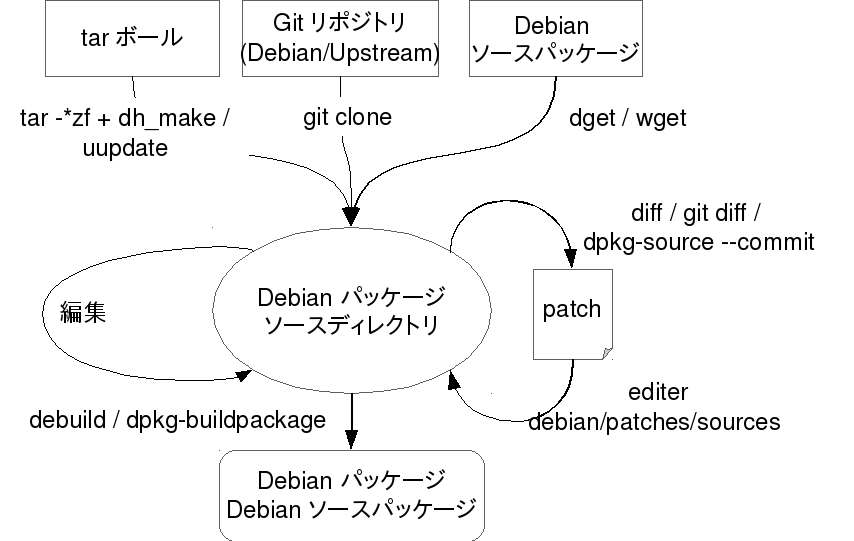 tar ボール
Git リポジトリ
(Debian/Upstream)
Debian
ソースパッケージ
tar -*zf + dh_make /
uupdate
git clone
dget / wget
diff / git diff /
dpkg-source --commit
編集
Debian パッケージ
ソースディレクトリ
patch
editer
debian/patches/sources
debuild / dpkg-buildpackage
Debian パッケージ
Debian ソースパッケージ